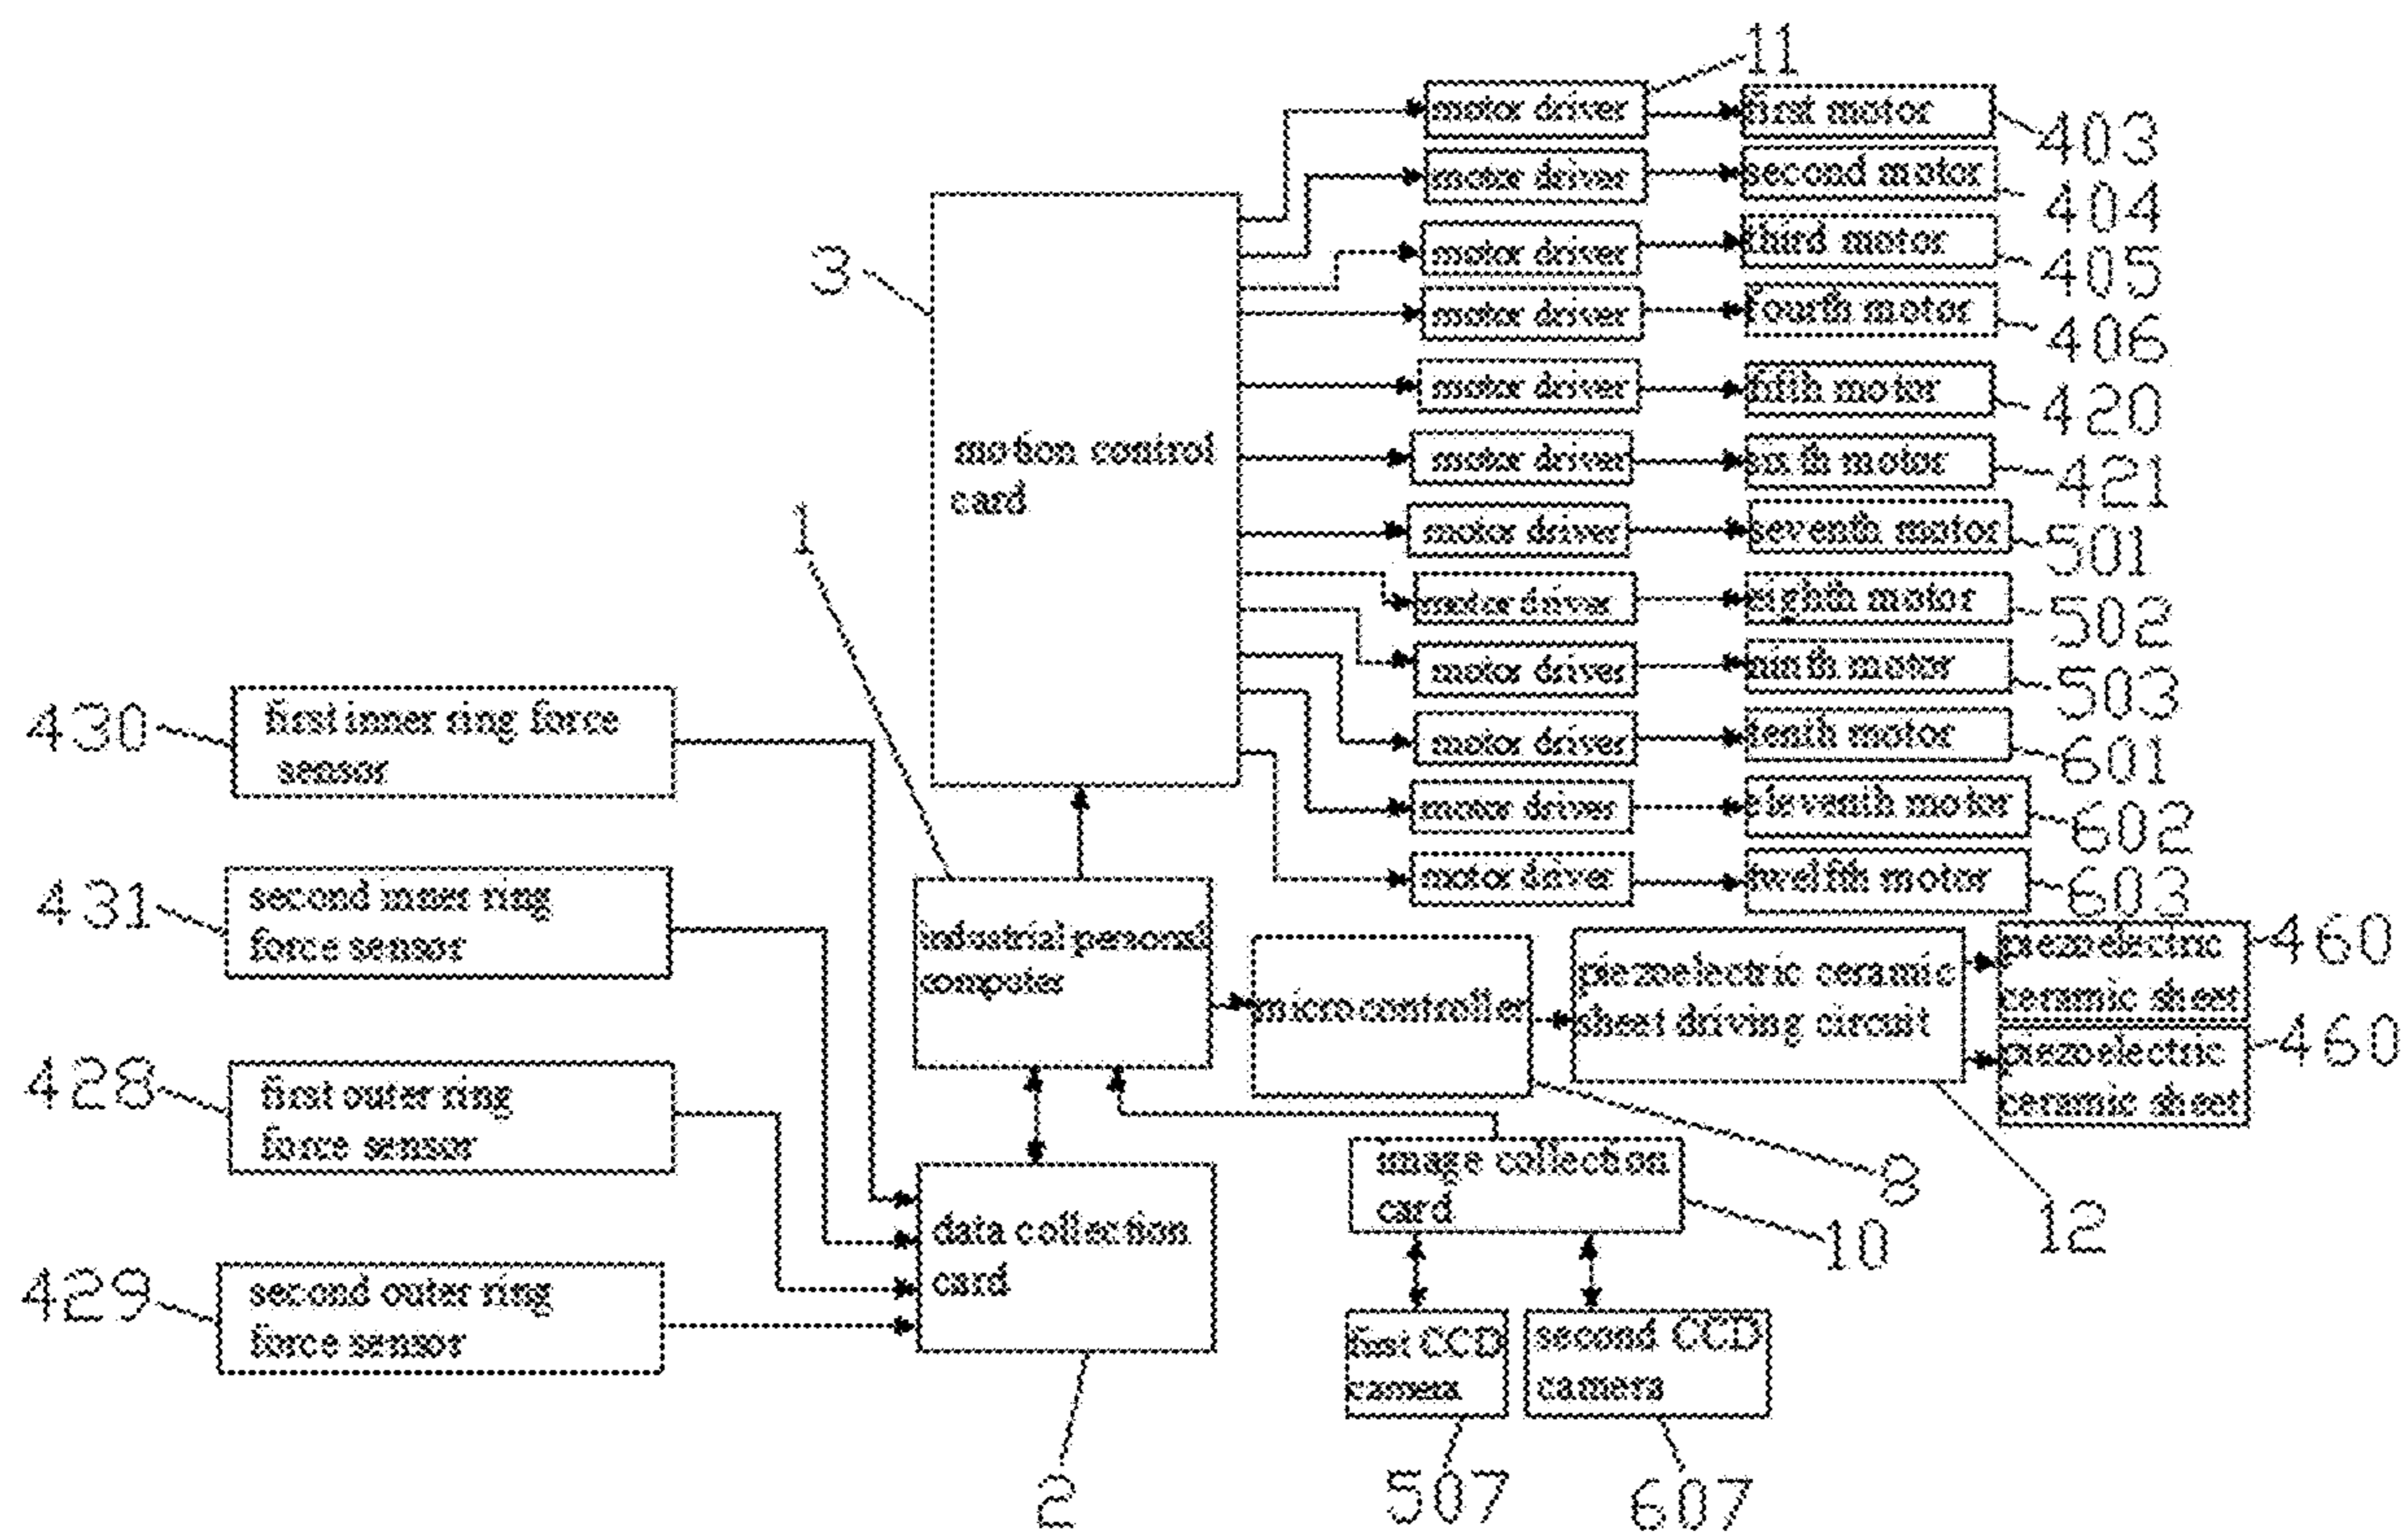 11
motor driver
first motor
403
motor driver
second motor
404
motor driver
third motor
405
motor driver
fourth motor
406
motor driver
fifth motor
420
motor driver
sixth motor
421
motor driver
seventh motor
501
motor driver
eighth motor
502
motor driver
ninth motor
503
motor driver
tenth motor
601
motor driver
elevanth motor
602
motor driver
twelfth motor
603
3
motion control
card
1
industrial personal
computer
430
first inner ring force
sensor
431
second inner ring
force sensor
428
first outer ring
force sensor
429
second outer ring
force sensor
data collection
card
2
microcontroller
8
piezoelectric ceramic
sheet driving circuit
12
piezoelectric
ceramic sheet
460
piezoelectric
ceramic sheet
460
image collection
card
10
first CCD
camera
507
second CCD
camera
607